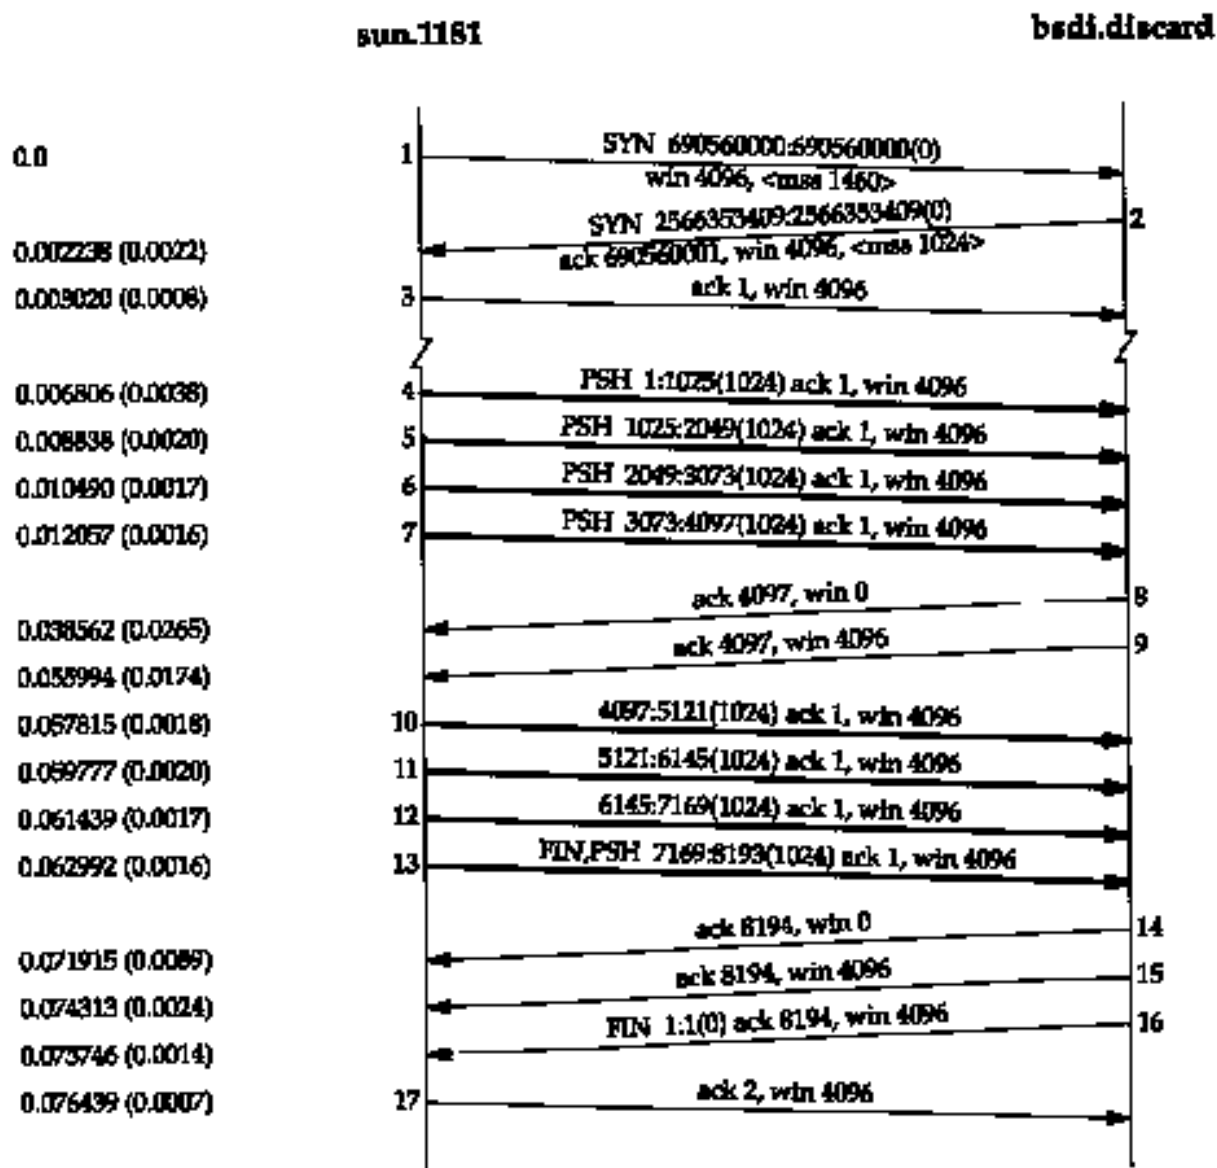 sun.1181
bsdi.discard
0.0
1
SYN 690560000:690560000(0)
win 4096, <mss 1460>
SYN 2566353409:2566353409(0)
2
0.002238 (0.0022)
ack 690560001, win 4096, <mss 1024>
0.003020 (0.0008)
3
ack 1, win 4096
0.006806 (0.0038)
4
PSH 1:1025(1024) ack 1, win 4096
0.008838 (0.0020)
5
PSH 1025:2049(1024) ack 1, win 4096
0.010490 (0.0017)
6
PSH 2049:3073(1024) ack 1, win 4096
0.012057 (0.0016)
7
PSH 3073:4097(1024) ack 1, win 4096
ack 4097, win 0
8
0.038562 (0.0265)
ack 4097, win 4096
9
0.055994 (0.0174)
0.057815 (0.0018)
10
4097:5121(1024) ack 1, win 4096
0.059777 (0.0020)
11
5121:6145(1024) ack 1, win 4096
0.061439 (0.0017)
12
6145:7169(1024) ack 1, win 4096
0.062992 (0.0016)
13
FIN,PSH 7169:8193(1024) ack 1, win 4096
ack 8194, win 0
14
0.071915 (0.0089)
ack 8194, win 4096
15
0.074313 (0.0024)
FIN 1:1(0) ack 8194, win 4096
16
0.075746 (0.0014)
0.076439 (0.0007)
17
ack 2, win 4096